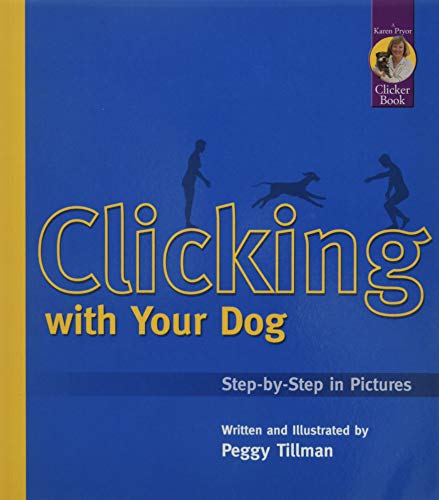 A
Karen Pryor
Clicker
Book
Clicking
with Your Dog
Step-by-Step in Pictures
Written and Illustrated by
Peggy Tillman